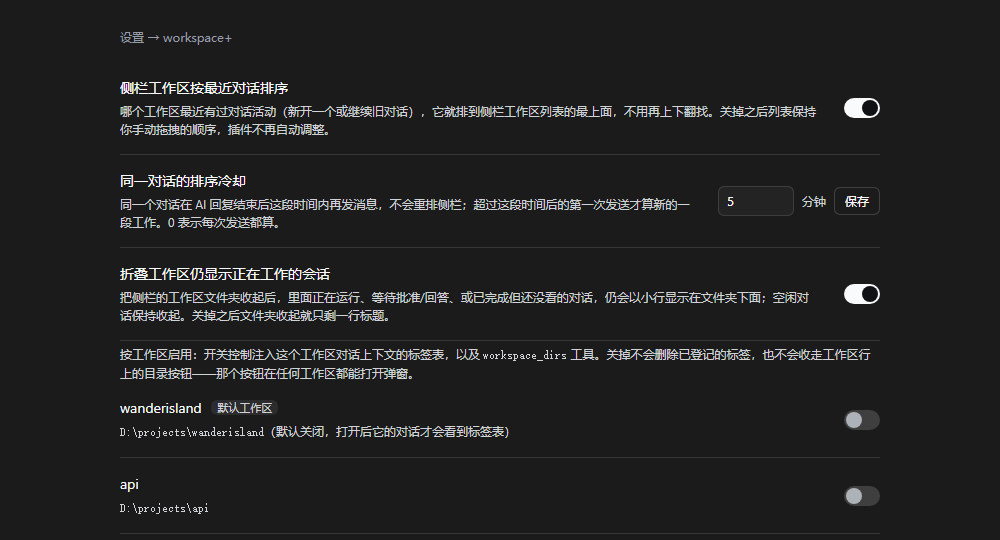 设置 → workspace+
侧栏工作区按最近对话排序
哪个工作区最近有过对话活动（新开一个或继续旧对话），它就排到侧栏工作区列表的最上面，不用再上下翻找。关掉之后列表保持
你手动拖拽的顺序，插件不再自动调整。
同一对话的排序冷却
同一个对话在 AI 回复结束后这段时间内再发消息，不会重排侧栏；超过这段时间后的第一次发送才算新的一
段工作。0 表示每次发送都算。
5 分钟 保存
折叠工作区仍显示正在工作的会话
把侧栏的工作区文件夹收起后，里面正在运行、等待批准/回答、或已完成但还没看的对话，仍会以小行显示在文件夹下面；空闲对
话保持收起。关掉之后文件夹收起就只剩一行标题。
按工作区启用：开关控制注入这个工作区对话上下文的标签表，以及 workspace_dirs 工具。关掉不会删除已登记的标签，也不会收走工作区行
上的目录按钮——那个按钮在任何工作区都能打开弹窗。
wanderisland 默认工作区
D:\projects\wanderisland（默认关闭，打开后它的对话才会看到标签表）
api
D:\projects\api